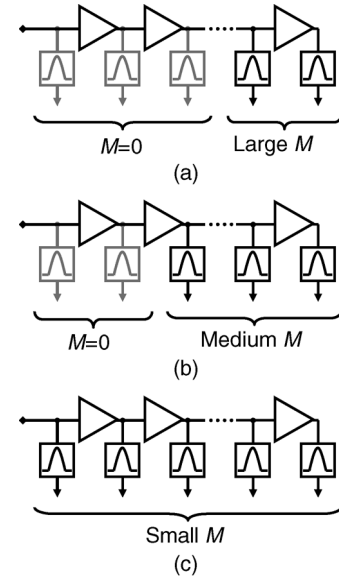 M=0 Large M
(a)
M=0 Medium M
(b)
Small M
(c)